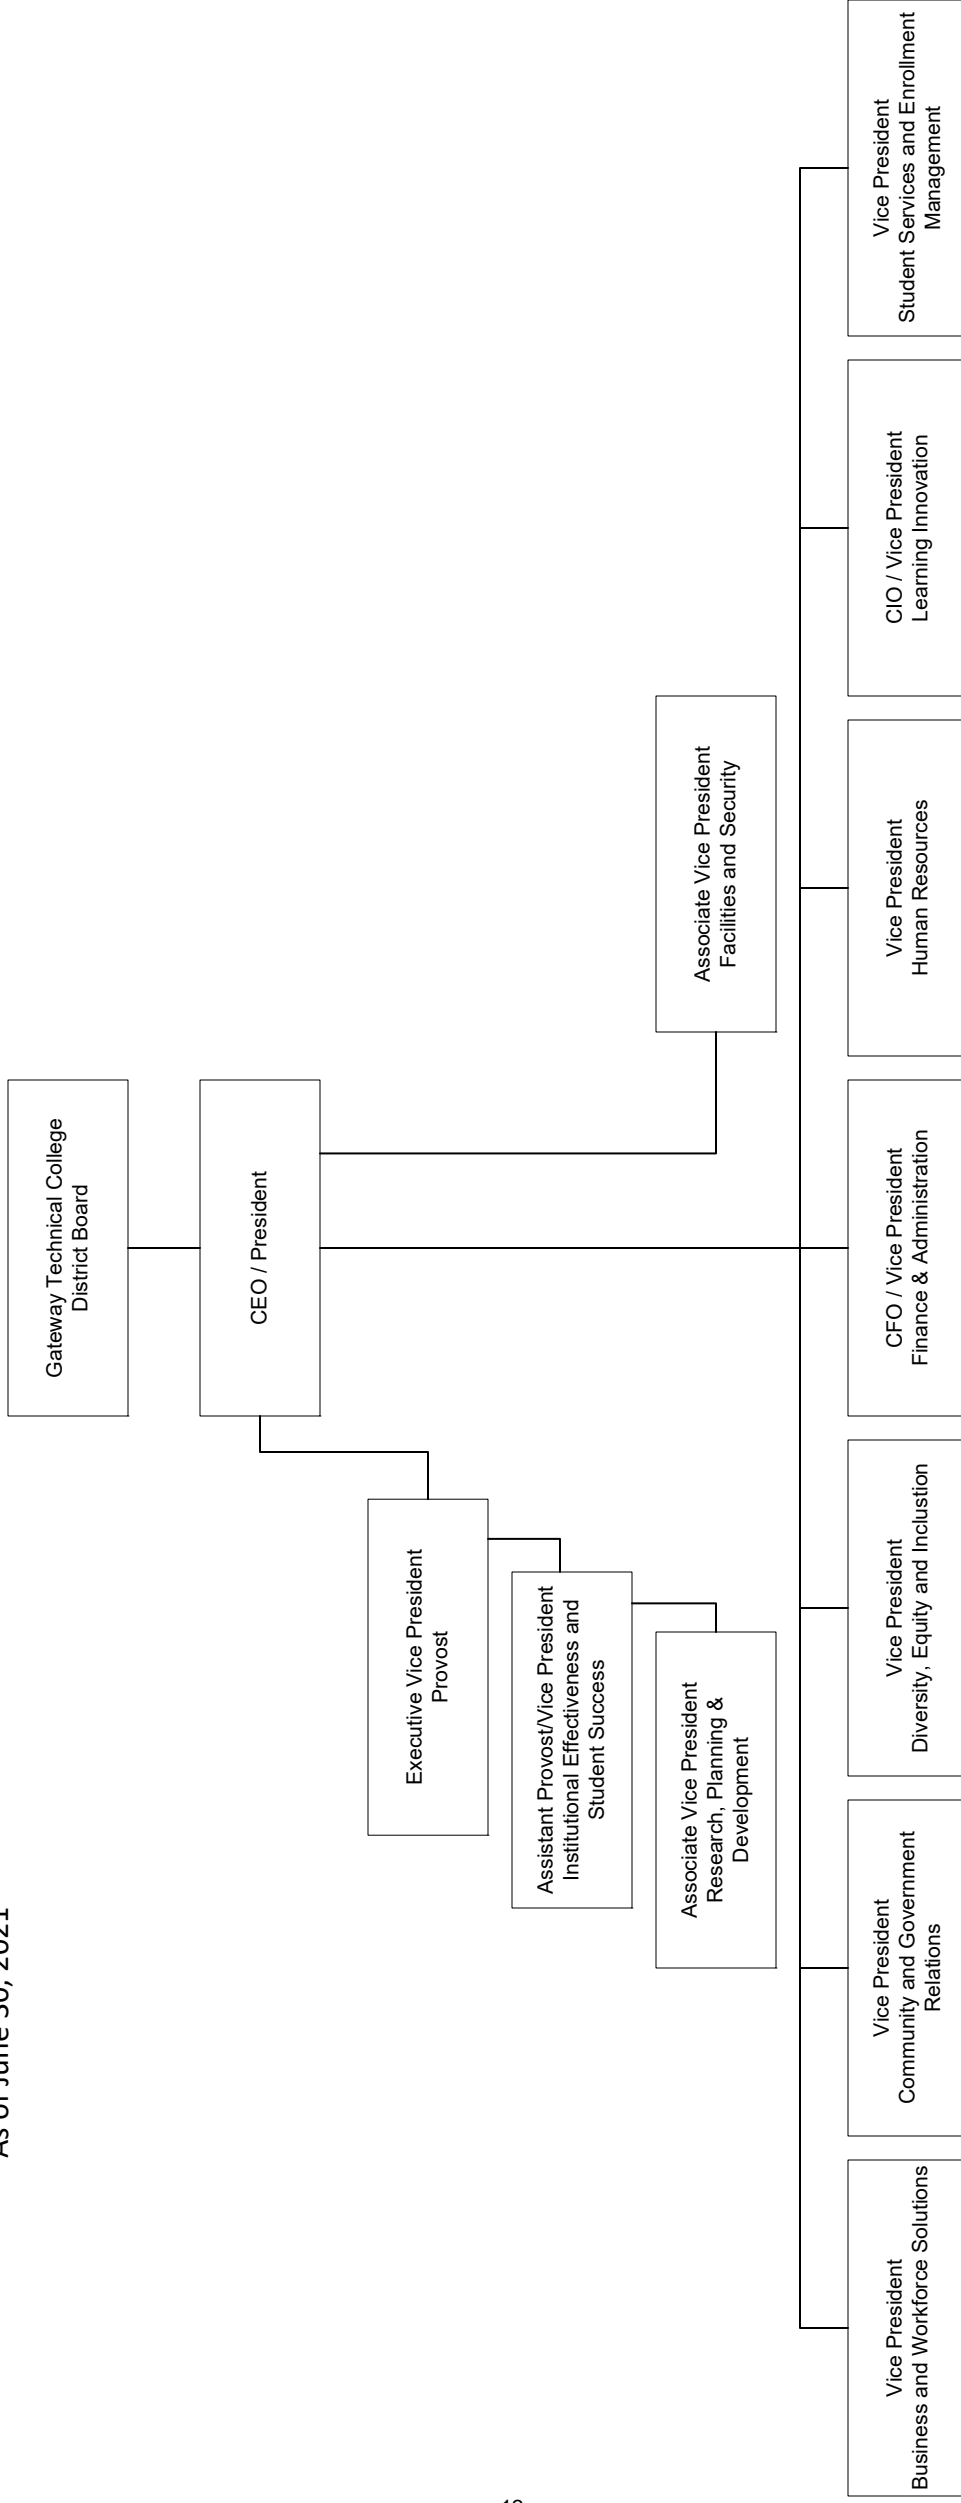 As of June 30, 2021
Gateway Technical College
District Board
CEO / President
Executive Vice President
Provost
Assistant Provost/Vice President
Institutional Effectiveness and
Student Success
Associate Vice President
Research, Planning &
Development
Associate Vice President
Facilities and Security
Vice President
Business and Workforce Solutions
Vice President
Community and Government
Relations
Vice President
Diversity, Equity and Inclustion
CFO / Vice President
Finance & Administration
Vice President
Human Resources
CIO / Vice President
Learning Innovation
Vice President
Student Services and Enrollment
Management